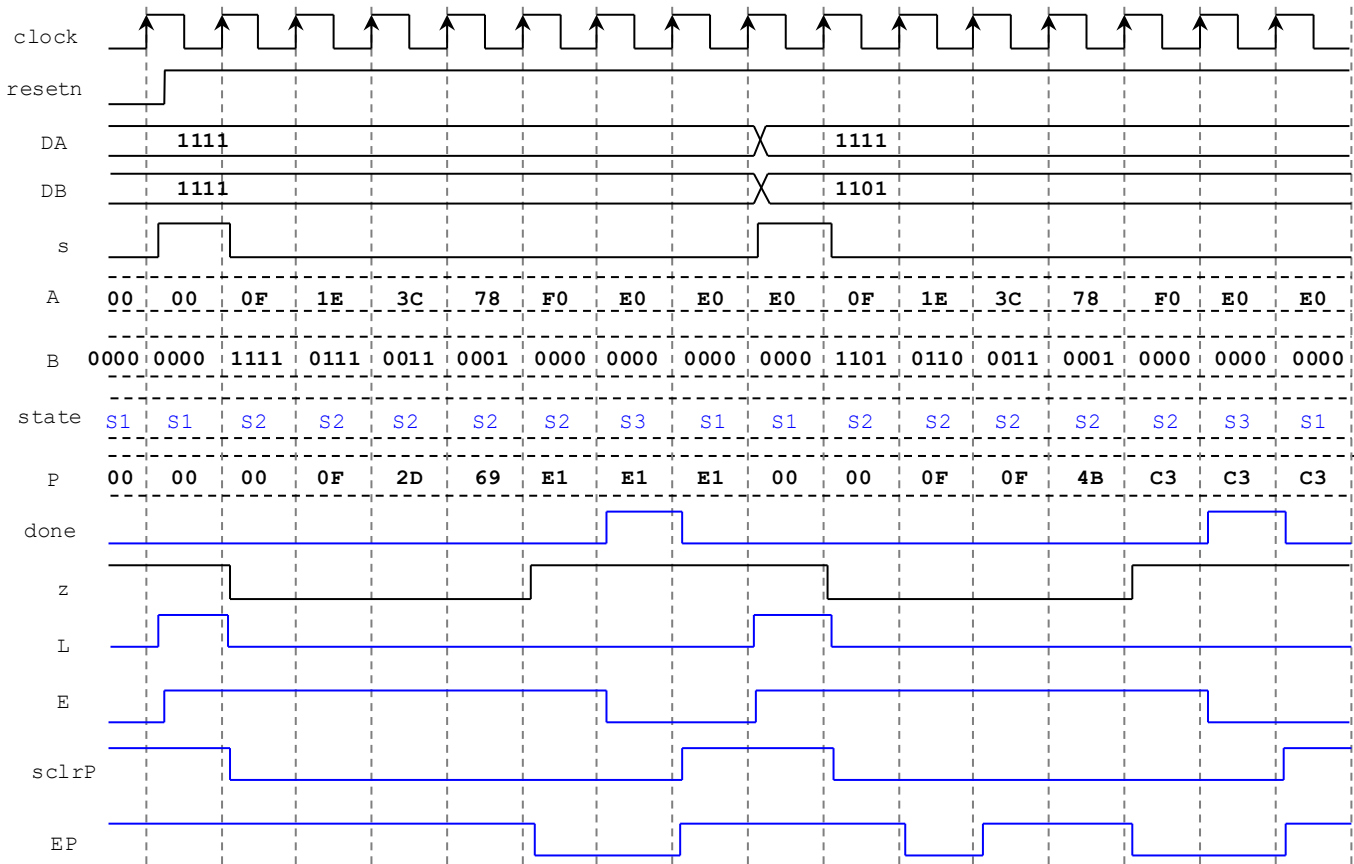 clock
resetn
DA 1111 1111
DB 1111 1101
s
A 00 00 0F 1E 3C 78 F0 E0 E0 E0 0F 1E 3C 78 F0 E0 E0
B 0000 0000 1111 0111 0011 0001 0000 0000 0000 0000 1101 0110 0011 0001 0000 0000 0000
state S1 S1 S2 S2 S2 S2 S2 S3 S1 S1 S2 S2 S2 S2 S2 S3 S1
P 00 00 00 0F 2D 69 E1 E1 E1 00 00 0F 0F 4B C3 C3 C3
done
z
L
E
sclrP
EP